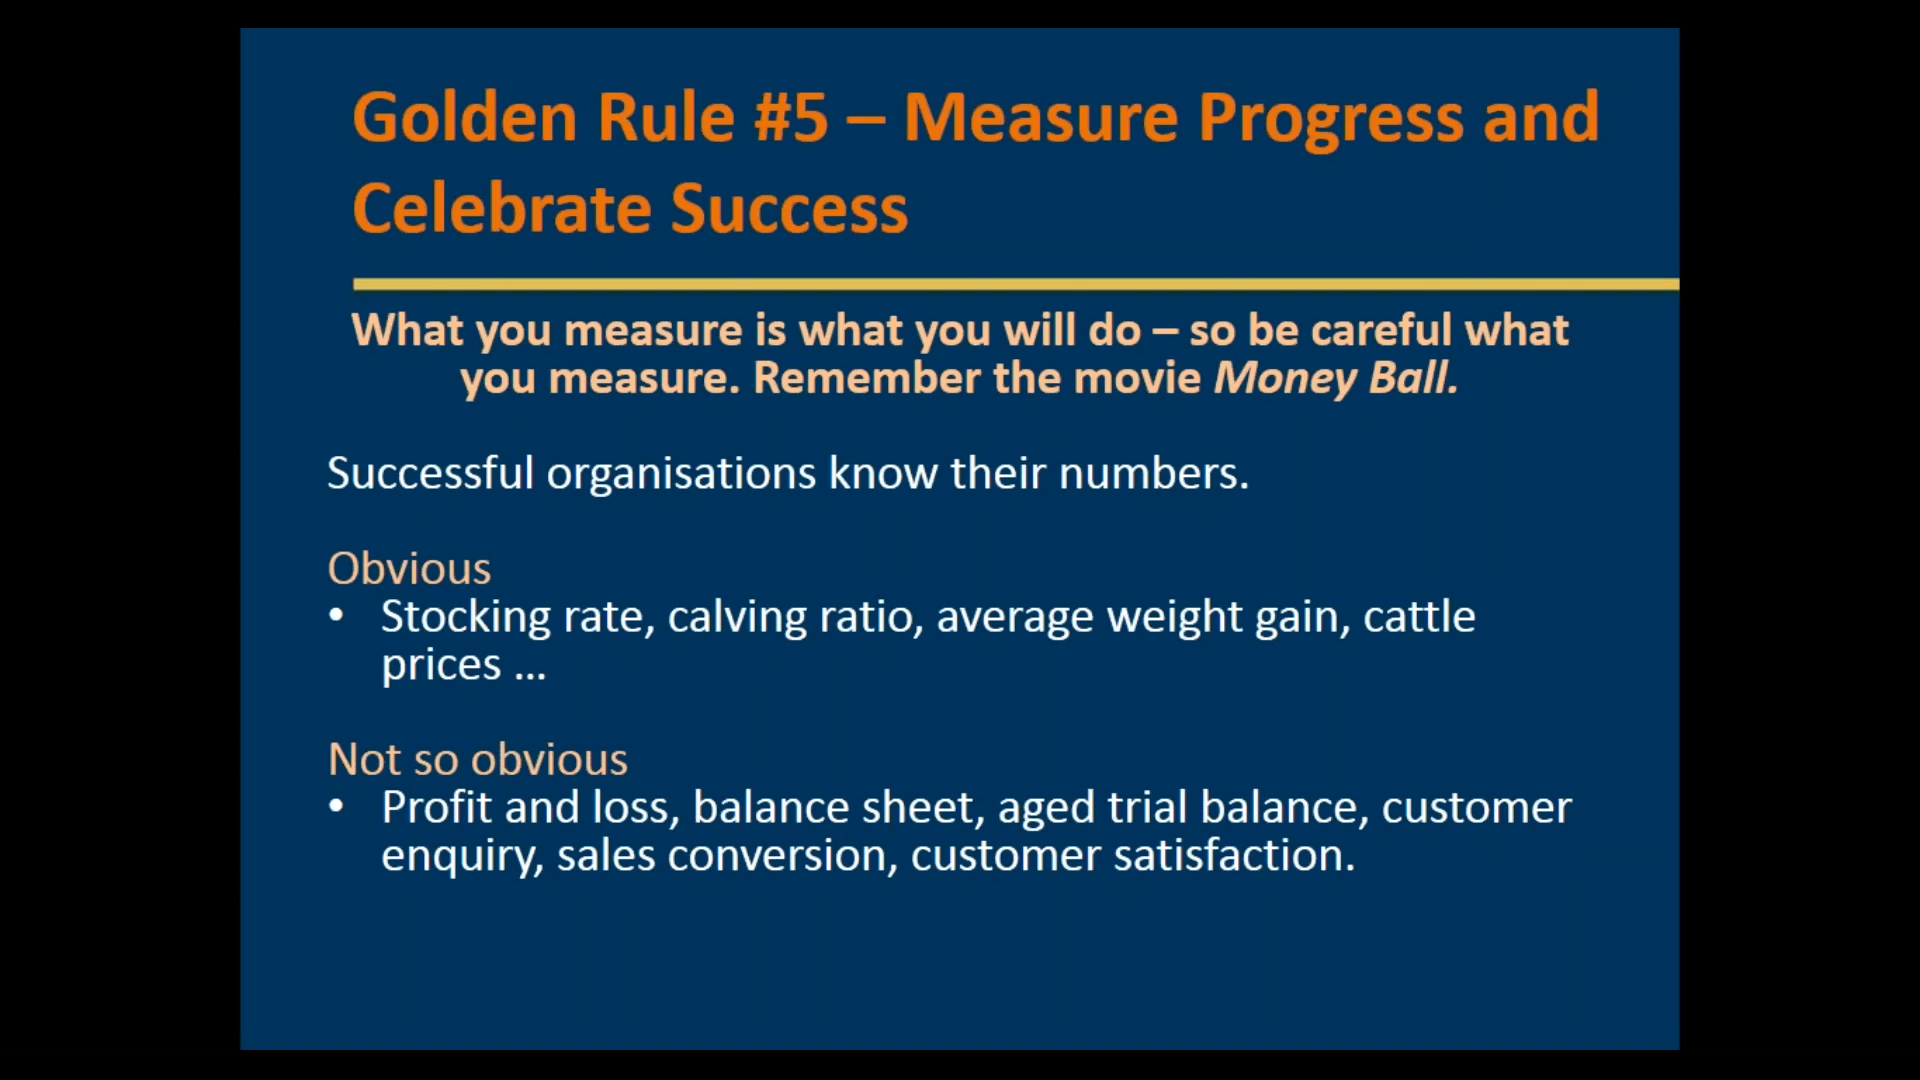 Golden Rule #5 – Measure Progress and
Celebrate Success
What you measure is what you will do – so be careful what
you measure. Remember the movie Money Ball.
Successful organisations know their numbers.
Obvious
• Stocking rate, calving ratio, average weight gain, cattle
prices ...
Not so obvious
• Profit and loss, balance sheet, aged trial balance, customer
enquiry, sales conversion, customer satisfaction.